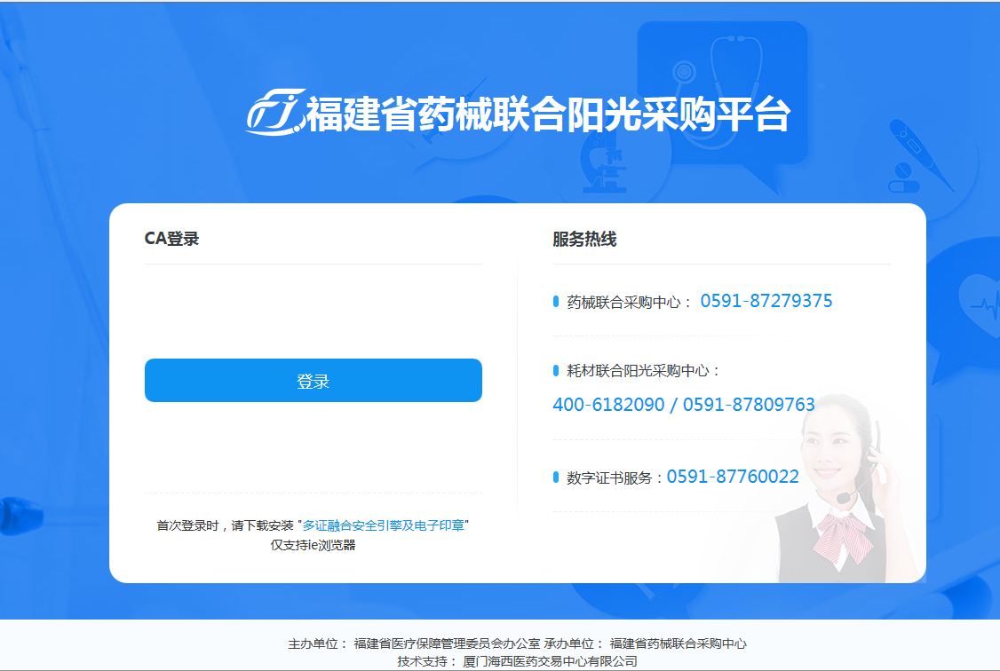 福建省药械联合阳光采购平台
CA登录
登录
首次登录时，请下载安装 "多证融合安全引擎及电子印章"
仅支持ie浏览器
服务热线
药械联合采购中心： 0591-87279375
耗材联合阳光采购中心：
400-6182090 / 0591-87809763
数字证书服务：0591-87760022
主办单位： 福建省医疗保障管理委员会办公室 承办单位： 福建省药械联合采购中心
技术支持： 厦门海西医药交易中心有限公司